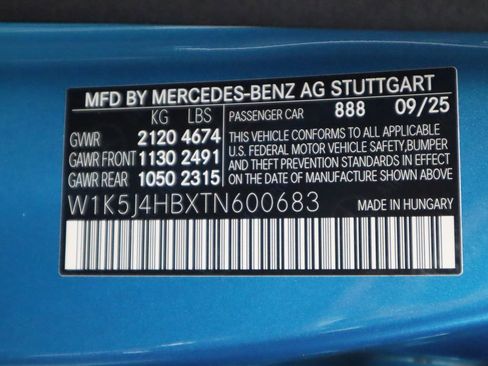 MFD BY MERCEDES-BENZ AG STUTTGART
KG LBS PASSENGER CAR 888 09/25
GVWR 2120 4674
GAWR FRONT 1130 2491
GAWR REAR 1050 2315
THIS VEHICLE CONFORMS TO ALL APPLICABLE
U.S. FEDERAL MOTOR VEHICLE SAFETY, BUMPER
AND THEFT PREVENTION STANDARDS IN EFFECT
ON THE DATE OF MANUFACTURE SHOWN ABOVE.
W1K5J4HBXTN600683 MADE IN HUNGARY